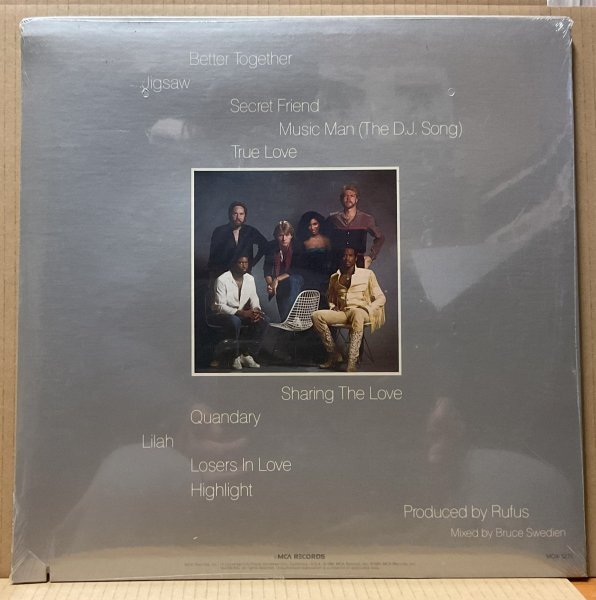 Better Together
Jigsaw
Secret Friend
Music Man (The D.J. Song)
True Love
Sharing The Love
Quandary
Lilah
Losers In Love
Highlight
Produced by Rufus
Mixed by Bruce Swedien
MCA RECORDS